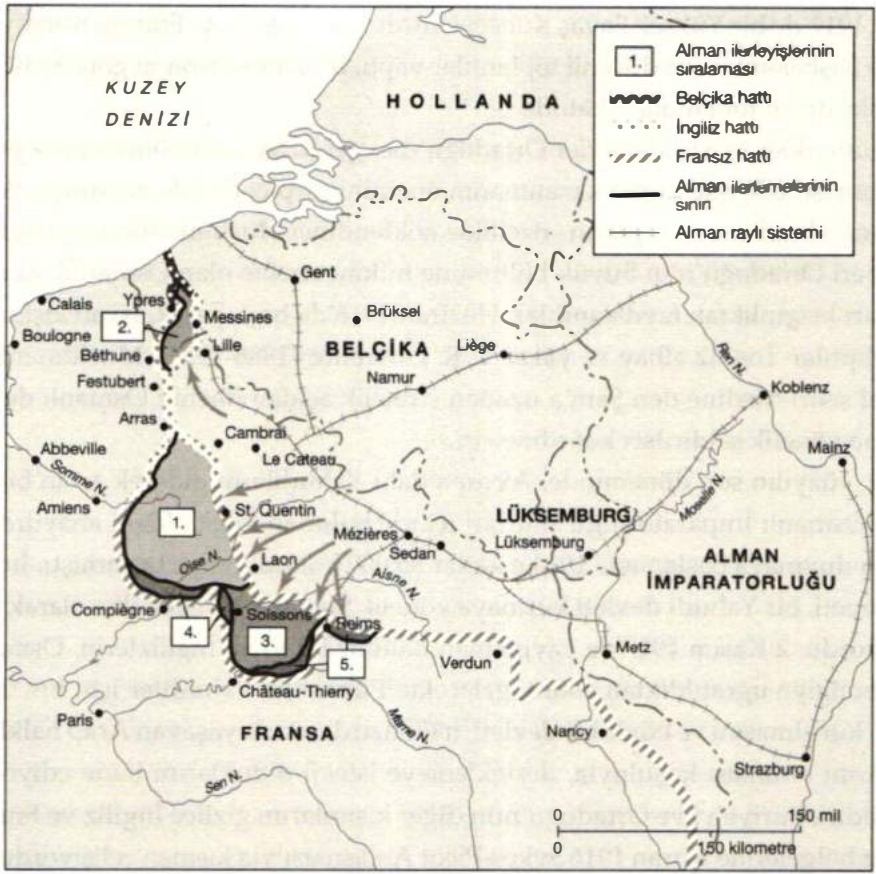 KUZEY
DENİZİ
HOLLANDA
1.
Alman ilerleyişlerinin
sıralaması
Belçika hattı
İngiliz hattı
Fransız hattı
Alman ilerlemelerinin
sınırı
Alman raylı sistemi
Gent
Calais
Ypres
Brüksel
Messines
2.
Boulogne
Lille
BELÇİKA
Liège
Ren N.
Béthune
Festubert
Namur
Koblenz
Arras
Cambrai
Abbeville
Le Cateau
Mainz
Somme N.
Amiens
1.
St. Quentin
LÜKSEMBURG
Moselle N.
Mézières
Sedan
Lüksemburg
ALMAN
İMPARATORLUĞU
Oise N.
Laon
Aisne N.
Compiègne
Soissons
Reims
4.
3.
5.
Verdun
Metz
Château-Thierry
Paris
FRANSA
Marne N.
Nancy
Sen N.
Strazburg
0
150 mil
0
150 kilometre